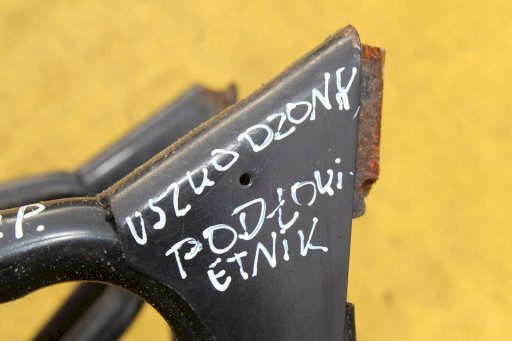 USZKODZONY
PODŁOKI.
ETNIK
P.